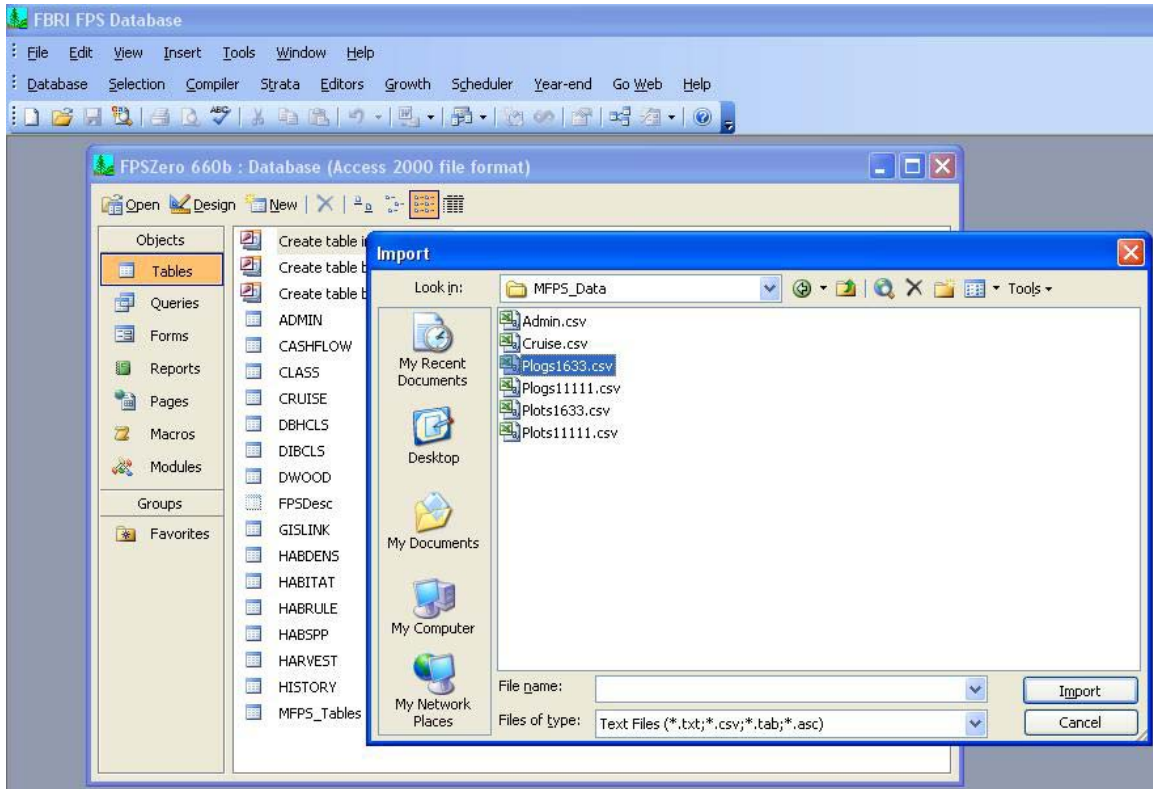 FBRI FPS Database
File Edit View Insert Tools Window Help
Database Selection Compiler Strata Editors Growth Scheduler Year-end Go Web Help
FPSZero 660b : Database (Access 2000 file format)
Open Design New
Objects
Tables
Queries
Forms
Reports
Pages
Macros
Modules
Groups
Favorites
Create table i
Create table b
Create table b
ADMIN
CASHFLOW
CLASS
CRUISE
DBHCLS
DIBCLS
DWOOD
FPSDesc
GISLINK
HABDENS
HABITAT
HABRULE
HABSPP
HARVEST
HISTORY
MFPS_Tables
Import
Look in: MFPS_Data Tools
My Recent Documents
Desktop
My Documents
My Computer
My Network Places
Admin.csv
Cruise.csv
Plogs1633.csv
Plogs11111.csv
Plots1633.csv
Plots11111.csv
File name: Import
Files of type: Text Files (*.txt;*.csv;*.tab;*.asc) Cancel